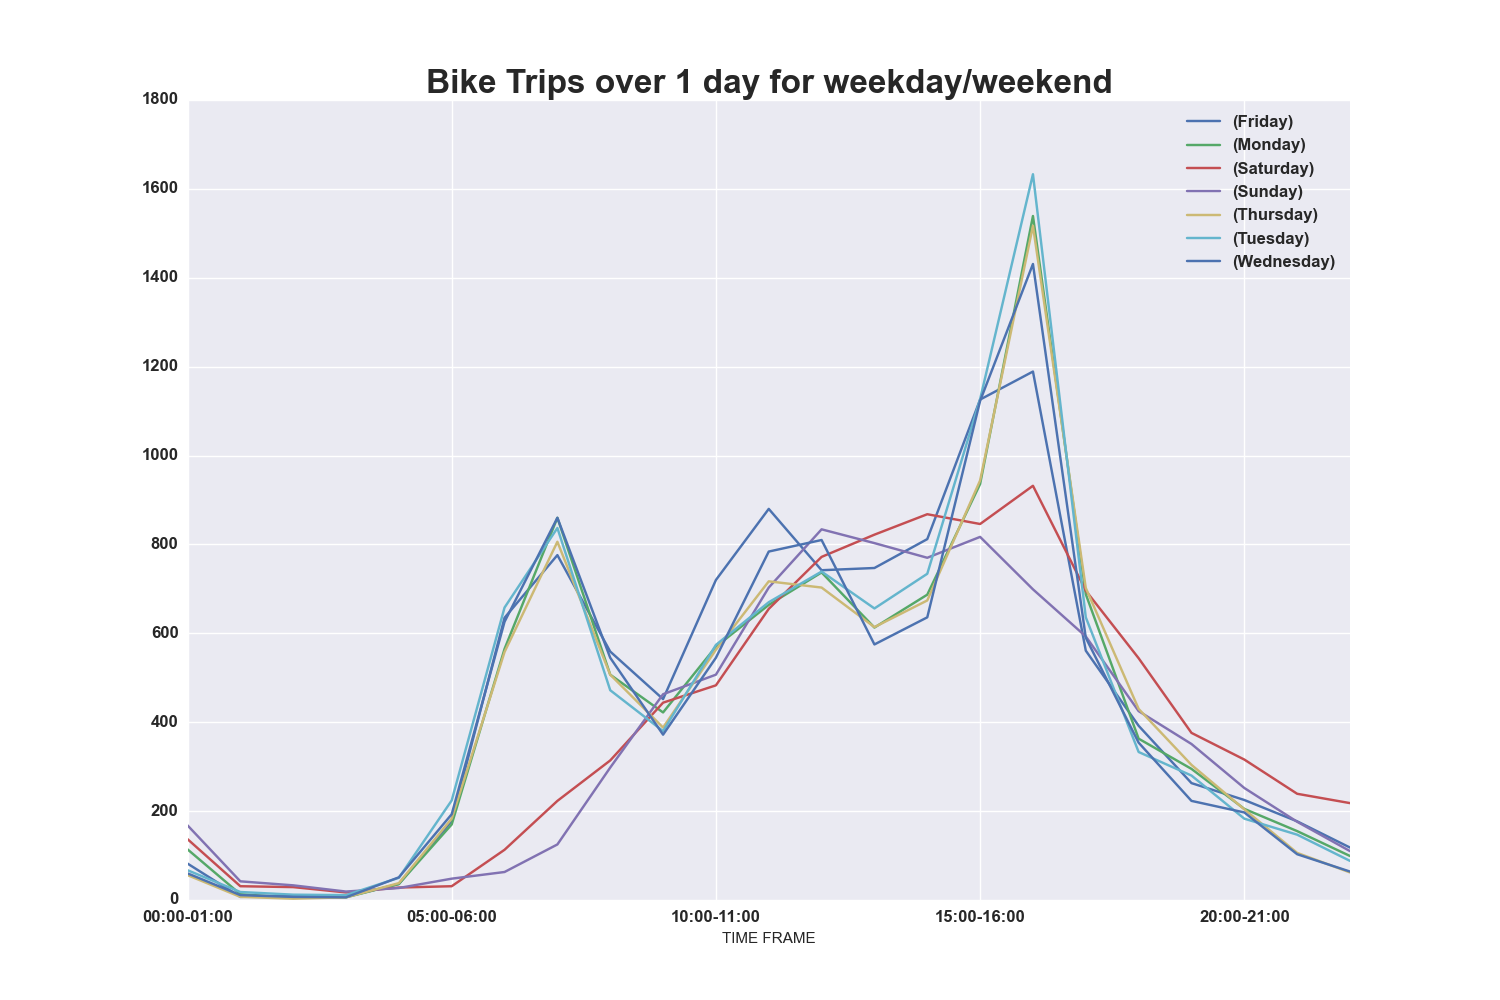 Bike Trips over 1 day for weekday/weekend
1800
1600
1400
1200
1000
800
600
400
200
0
(Friday)
(Monday)
(Saturday)
(Sunday)
(Thursday)
(Tuesday)
(Wednesday)
00:00-01:00 05:00-06:00 10:00-11:00 15:00-16:00 20:00-21:00
TIME FRAME